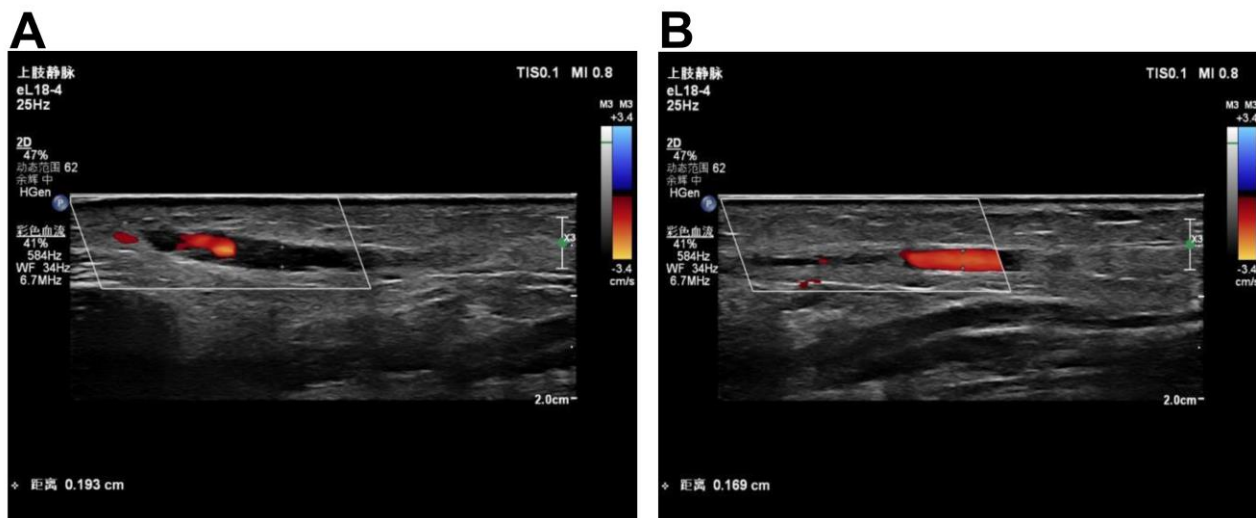 A
上肢静脉
eL18-4
25Hz
TIS0.1 MI 0.8
M3 M3
+3.4
2D
47%
动态范围 62
余辉 中
HGen
P
彩色血流
41%
584Hz
WF 34Hz
6.7MHz
X3
-3.4
cm/s
2.0cm
距离 0.193 cm
B
上肢静脉
eL18-4
25Hz
TIS0.1 MI 0.8
M3 M3
+3.4
2D
47%
动态范围 62
余辉 中
HGen
P
彩色血流
41%
584Hz
WF 34Hz
6.7MHz
-3.4
cm/s
2.0cm
距离 0.169 cm